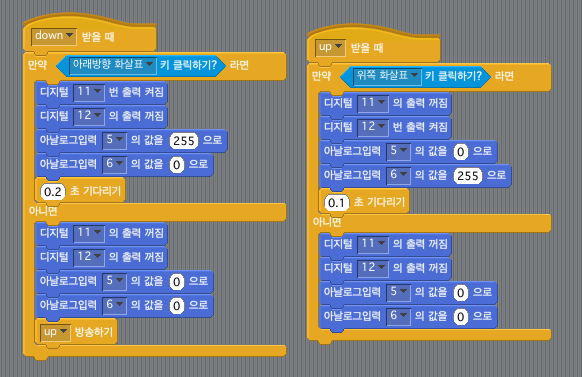 down 받을 때
만약 아래방향 화살표 키 클릭하기? 라면
디지털 11 번 출력 켜짐
디지털 12 의 출력 꺼짐
아날로그입력 5 의 값을 255 으로
아날로그입력 6 의 값을 0 으로
0.2 초 기다리기
아니면
디지털 11 의 출력 꺼짐
디지털 12 의 출력 꺼짐
아날로그입력 5 의 값을 0 으로
아날로그입력 6 의 값을 0 으로
up 방송하기
up 받을 때
만약 위쪽 화살표 키 클릭하기? 라면
디지털 11 의 출력 꺼짐
디지털 12 번 출력 켜짐
아날로그입력 5 의 값을 0 으로
아날로그입력 6 의 값을 255 으로
0.1 초 기다리기
아니면
디지털 11 의 출력 꺼짐
디지털 12 의 출력 꺼짐
아날로그입력 5 의 값을 0 으로
아날로그입력 6 의 값을 0 으로